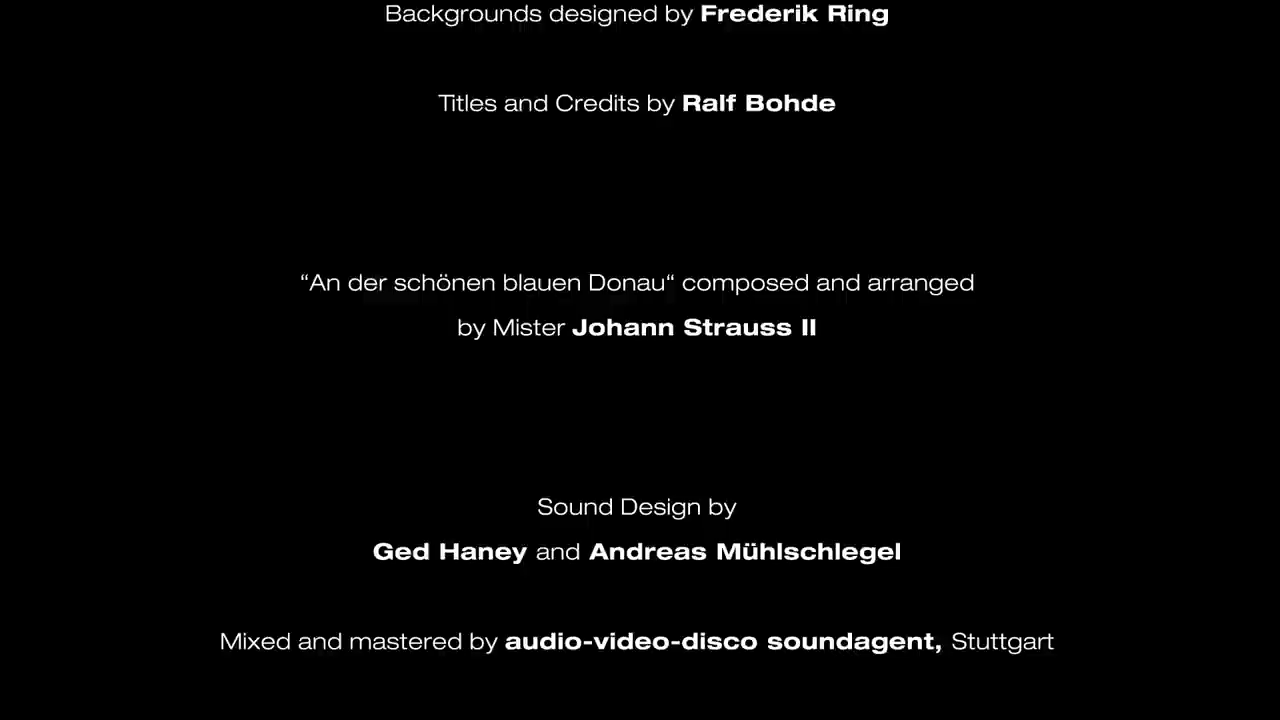 Backgrounds designed by Frederik Ring
Titles and Credits by Ralf Bohde
“An der schönen blauen Donau“ composed and arranged
by Mister Johann Strauss II
Sound Design by
Ged Haney and Andreas Mühlschlegel
Mixed and mastered by audio-video-disco soundagent, Stuttgart